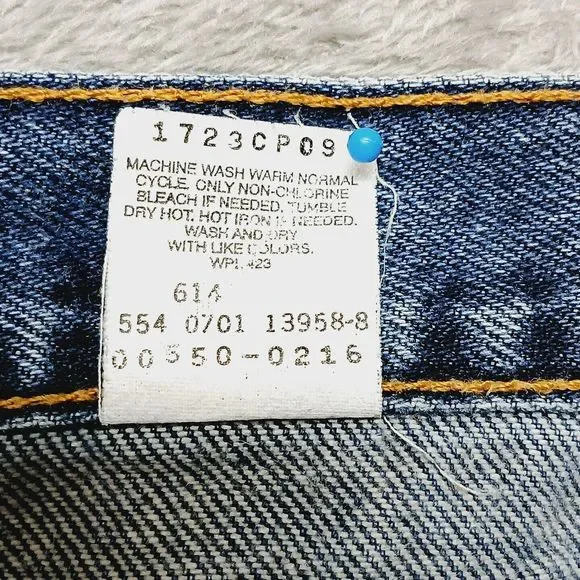 1723CP09
MACHINE WASH WARM NORMAL
CYCLE. ONLY NON-CHLORINE
BLEACH IF NEEDED. TUMBLE
DRY HOT. HOT IRON IF NEEDED.
WASH AND DRY
WITH LIKE COLORS.
WPL 423
614
554 0701 13958-8
00550-0216